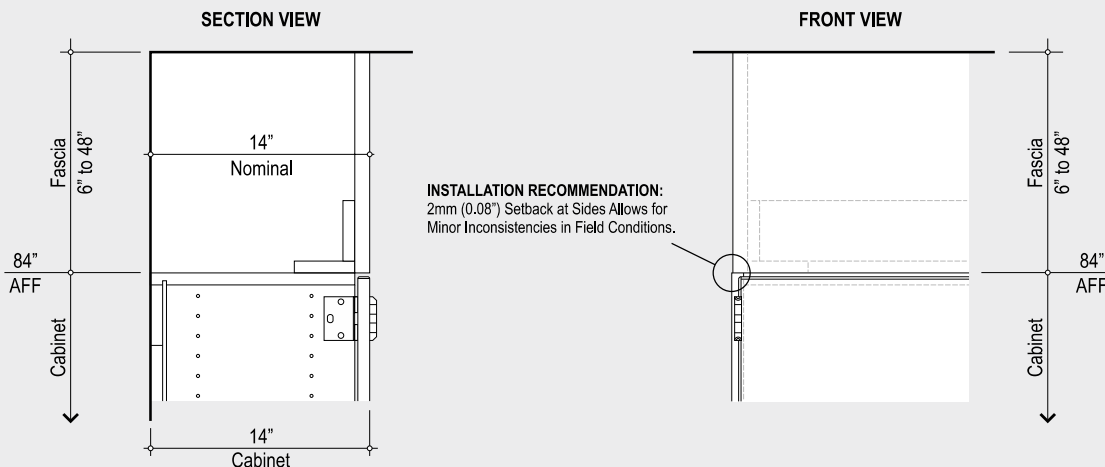 SECTION VIEW
Fascia
6” to 48”
14”
Nominal
84”
AFF
Cabinet
14”
Cabinet
INSTALLATION RECOMMENDATION:
2mm (0.08”) Setback at Sides Allows for
Minor Inconsistencies in Field Conditions.
FRONT VIEW
Fascia
6” to 48”
84”
AFF
Cabinet